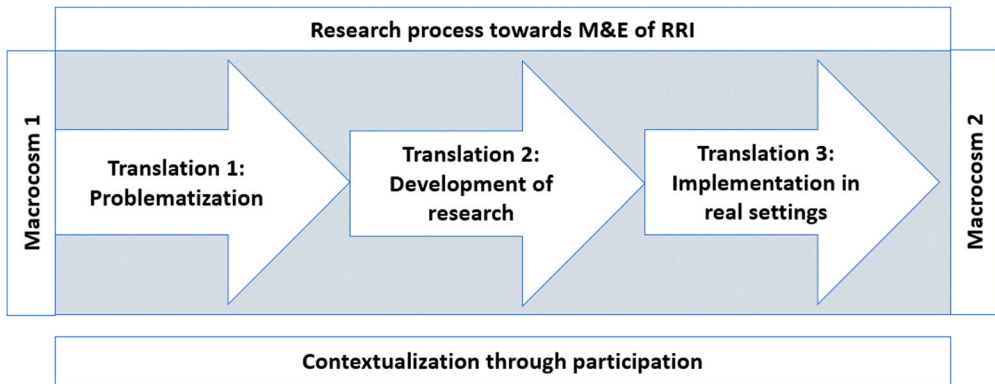 Research process towards M&E of RRI
Macrocosm 1
Translation 1:
Problematization
Translation 2:
Development of
research
Translation 3:
Implementation in
real settings
Macrocosm 2
Contextualization through participation